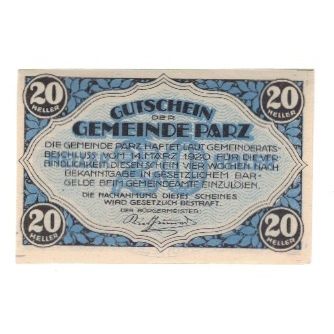 20 HELLER
20 HELLER
GUTSCHEIN
DER
GEMEINDE PARZ
DIE GEMEINDE PARZ HAFTET LAUT GEMEINDERATS-
BESCHLUSS VOM 14. MÄRZ 1920 FÜR DIE VER-
BINDLICHKEIT, DIESEN SCHEIN VIER WOCHEN NACH
BEKANNTGABE IN GESETZLICHEM BAR-
GELDE BEIM GEMEINDEAMTE EINZULÖSEN.
DIE NACHAHMUNG DIESES SCHEINES
WIRD GESETZLICH BESTRAFT.
DER BÜRGERMEISTER:
20 HELLER
20 HELLER